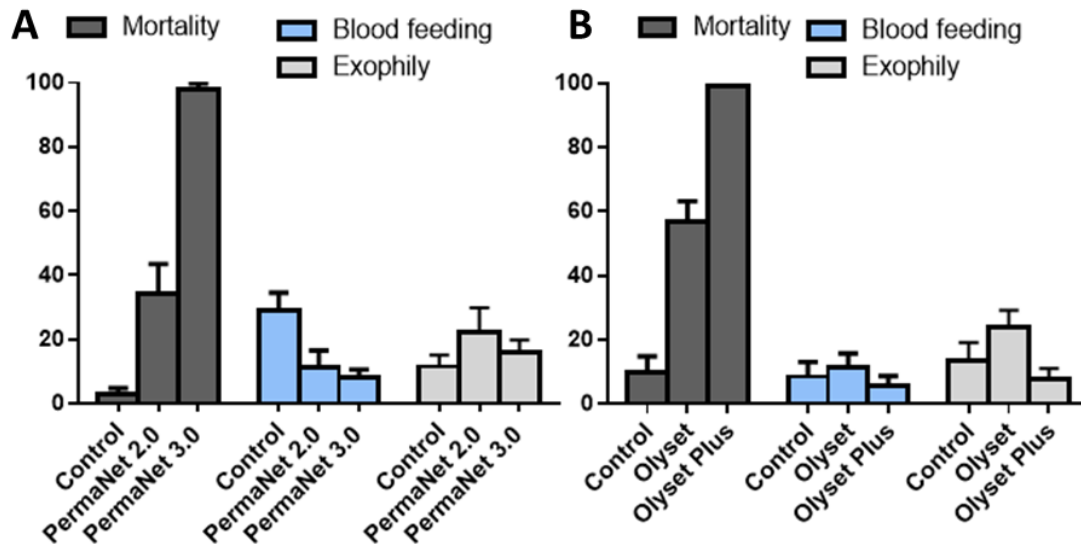 A
Mortality
Blood feeding
Exophily
100
80
60
40
20
0
Control
PermaNet 2.0
PermaNet 3.0
Control
PermaNet 2.0
PermaNet 3.0
Control
PermaNet 2.0
PermaNet 3.0
B
Mortality
Blood feeding
Exophily
100
80
60
40
20
0
Control
Olyset
Olyset Plus
Control
Olyset
Olyset Plus
Control
Olyset
Olyset Plus